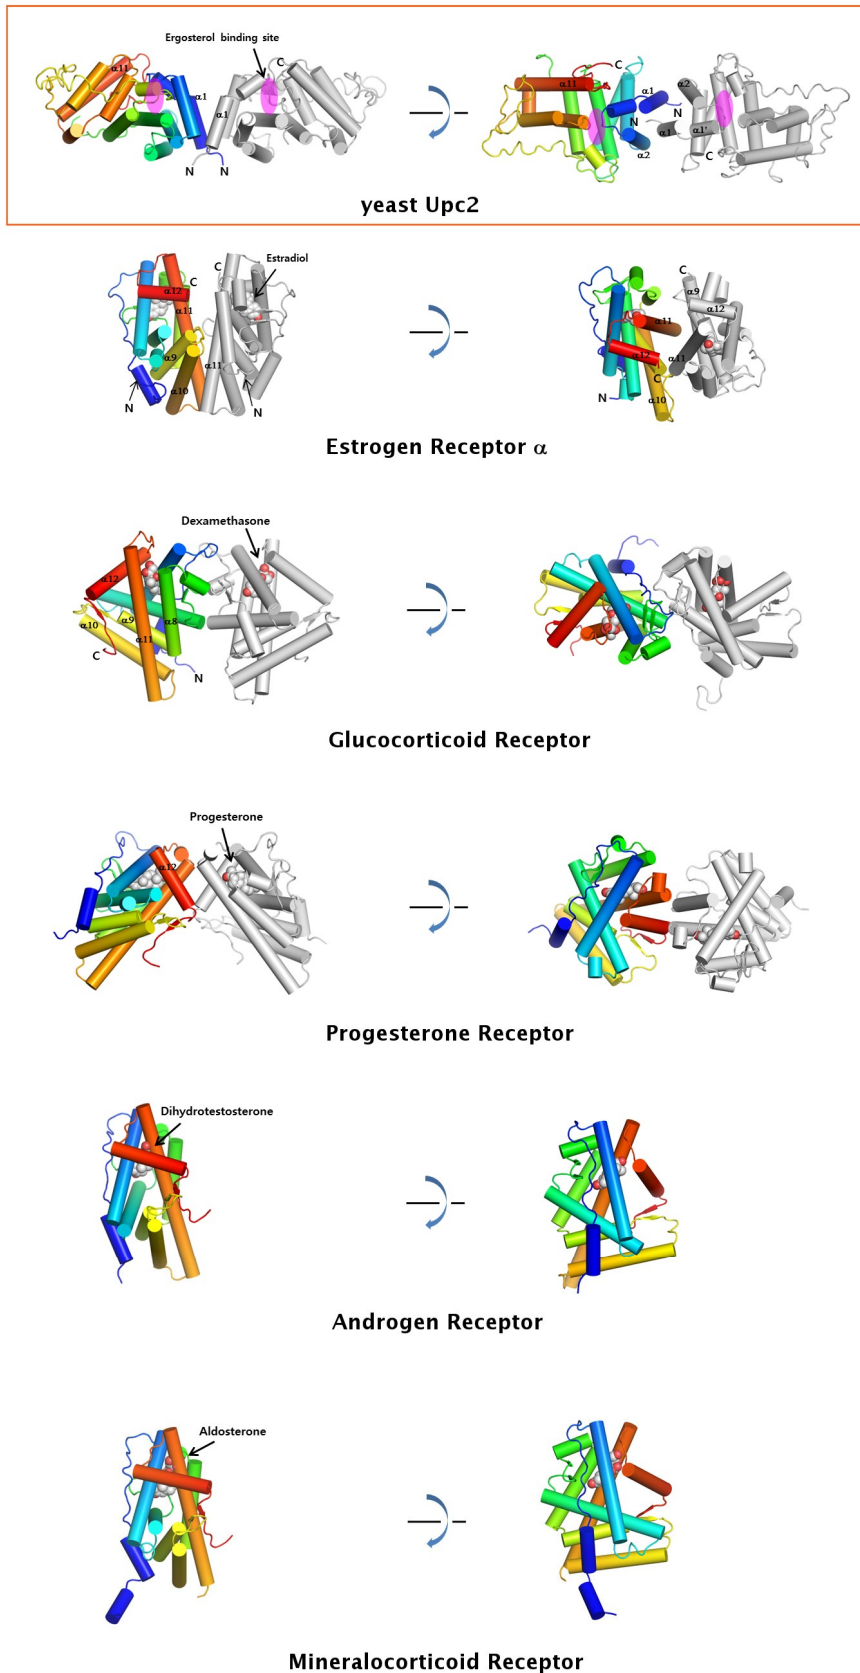 Ergosterol binding site
C
α11
α1
α1
N
N
C
α11
α1
α2
N
N
α1
α1'
α2
C
yeast Upc2
Estradiol
C
C
α12
α11
α9
α11
α10
N
N
C
α9
α12
α11
α12
α11
C
N
α10
Estrogen Receptor α
Dexamethasone
α12
α10
α9
α8
α11
C
N
Glucocorticoid Receptor
Progesterone
α12
Progesterone Receptor
Dihydrotestosterone
Androgen Receptor
Aldosterone
Mineralocorticoid Receptor